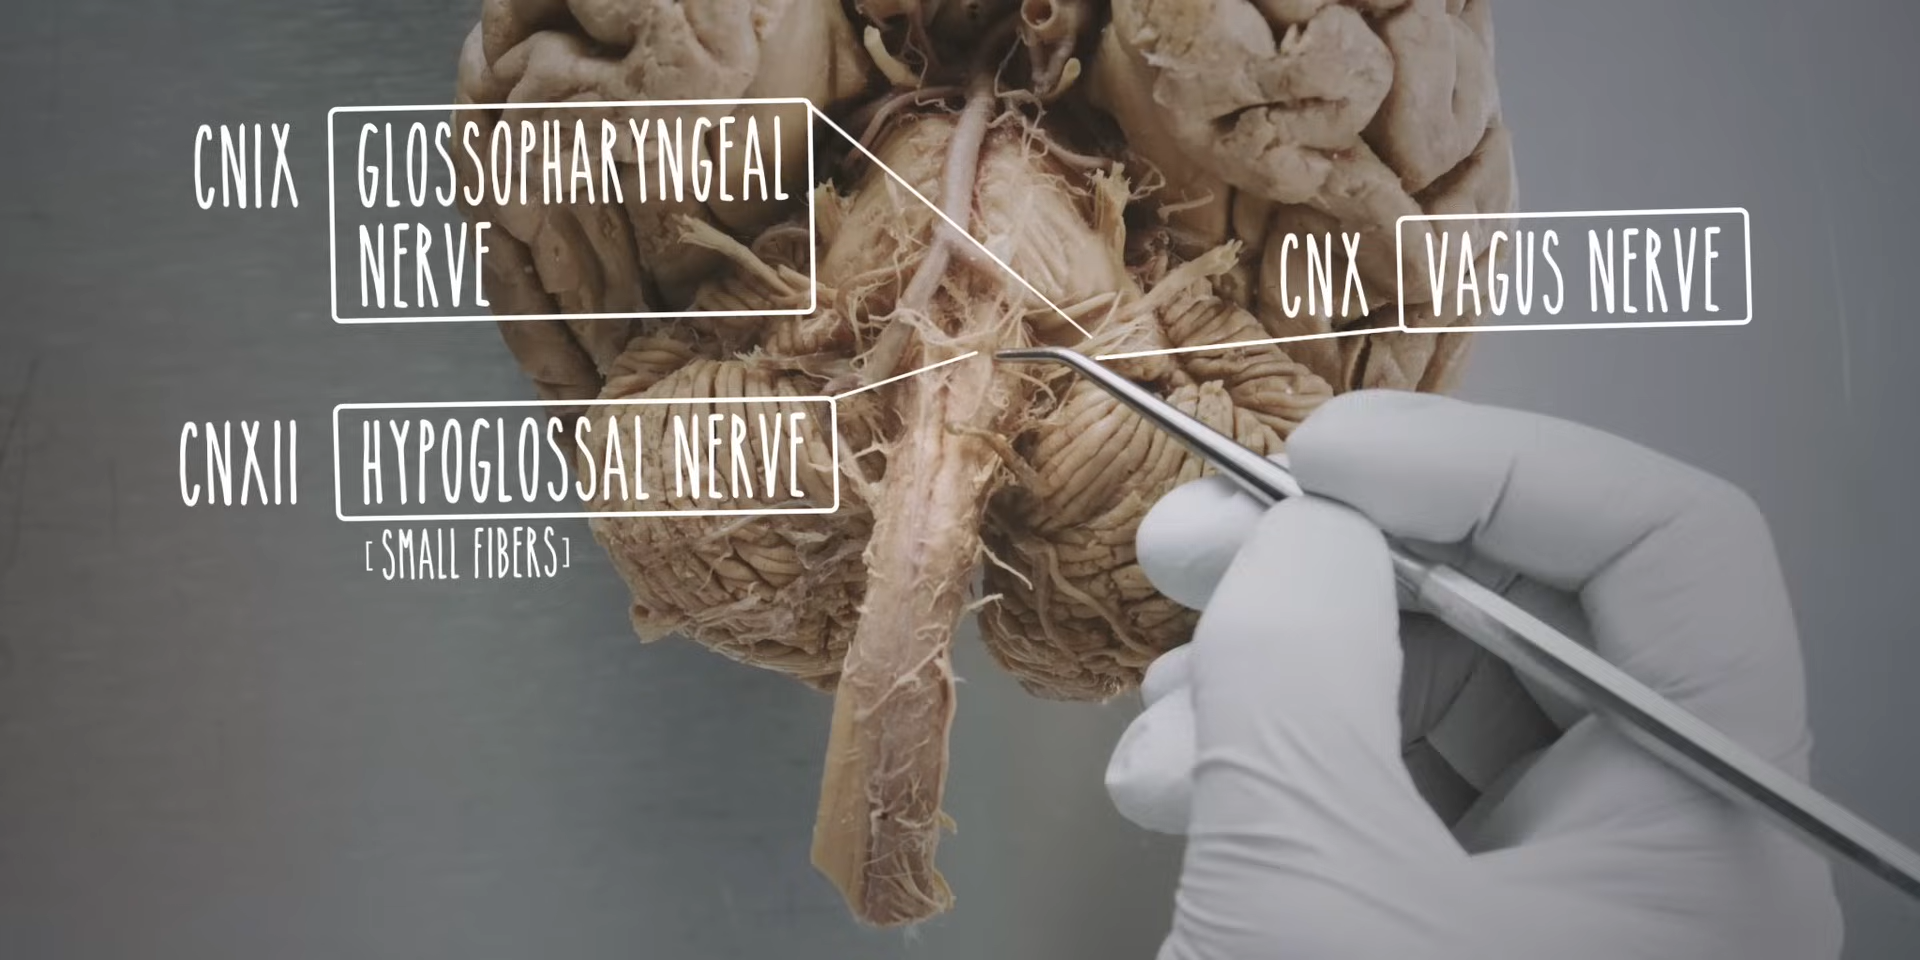 CNIX GLOSSOPHARYNGEAL
NERVE
CNX VAGUS NERVE
CNXII HYPOGLOSSAL NERVE
[SMALL FIBERS]